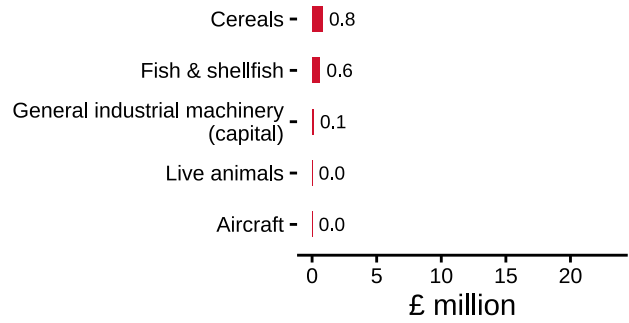 Cereals
0.8
Fish & shellfish
0.6
General industrial machinery
(capital)
0.1
Live animals
0.0
Aircraft
0.0
0 5 10 15 20
£ million